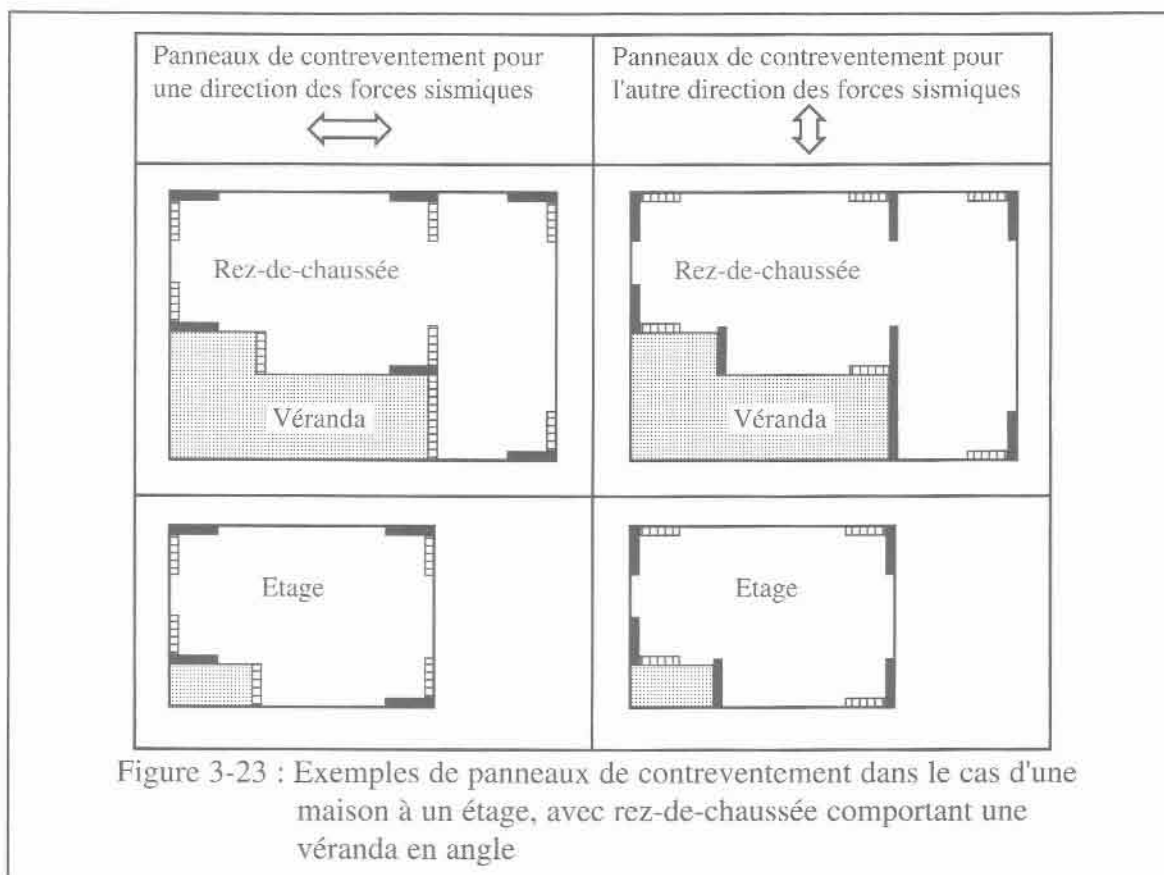 Panneaux de contreventement pour
une direction des forces sismiques
Panneaux de contreventement pour
l'autre direction des forces sismiques
Rez-de-chaussée
Véranda
Rez-de-chaussée
Véranda
Etage
Etage
Figure 3-23 : Exemples de panneaux de contreventement dans le cas d'une
maison à un étage, avec rez-de-chaussée comportant une
véranda en angle